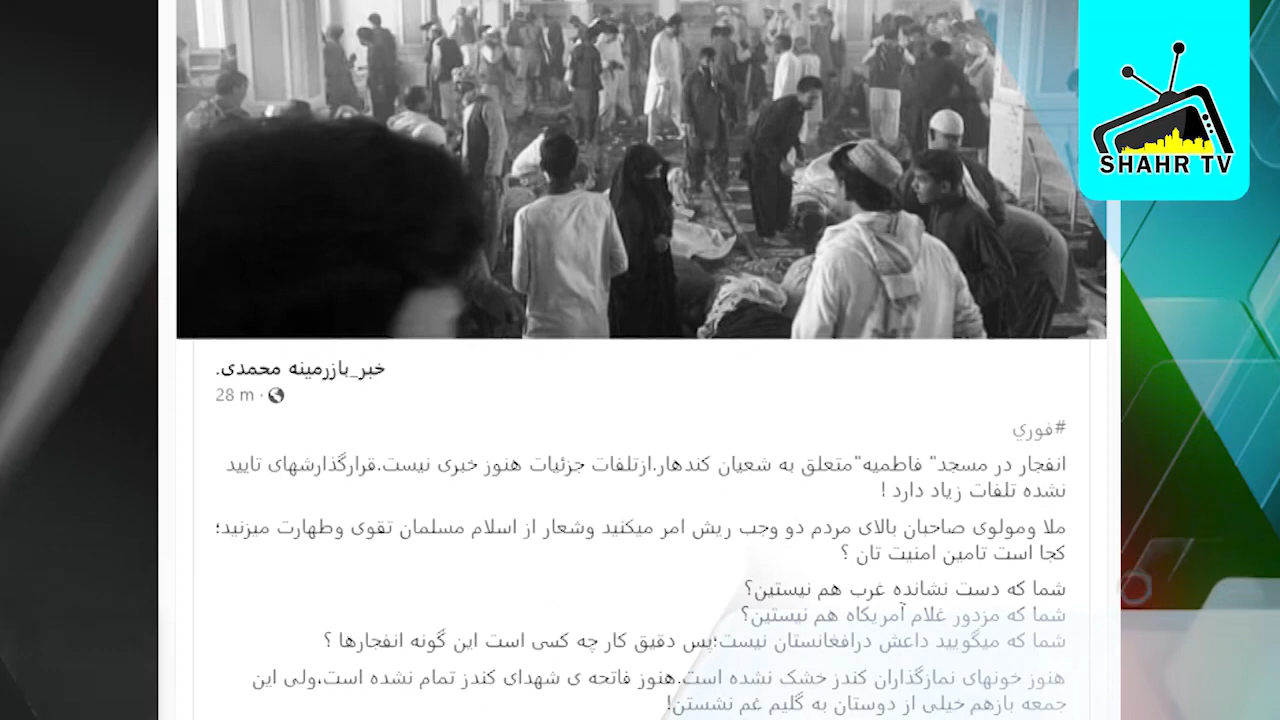 SHAHR TV
خبر_بازرمینه محمدی.
28 m ·
#فوري
انفجار در مسجد" فاطمیه"متعلق به شعیان کندهار.ازتلفات جزئیات هنوز خبری نیست.قرارگذارشهای تایید
نشده تلفات زیاد دارد !
ملا ومولوی صاحبان بالای مردم دو وجب ریش امر میکنید وشعار از اسلام مسلمان تقوی وطهارت میزنید؛
کجا است تامین امنیت تان ؟
شما که دست نشانده غرب هم نیستین؟
شما که مزدور غلام آمریکاه هم نیستین؟
شما که میگویید داعش درافغانستان نیست؛پس دقیق کار چه کسی است این گونه انفجارها ؟
هنوز خونهای نمازگذاران کندز خشک نشده است.هنوز فاتحه ی شهدای کندز تمام نشده است،ولی این
جمعه بازهم خیلی از دوستان به گلیم غم نشستن!